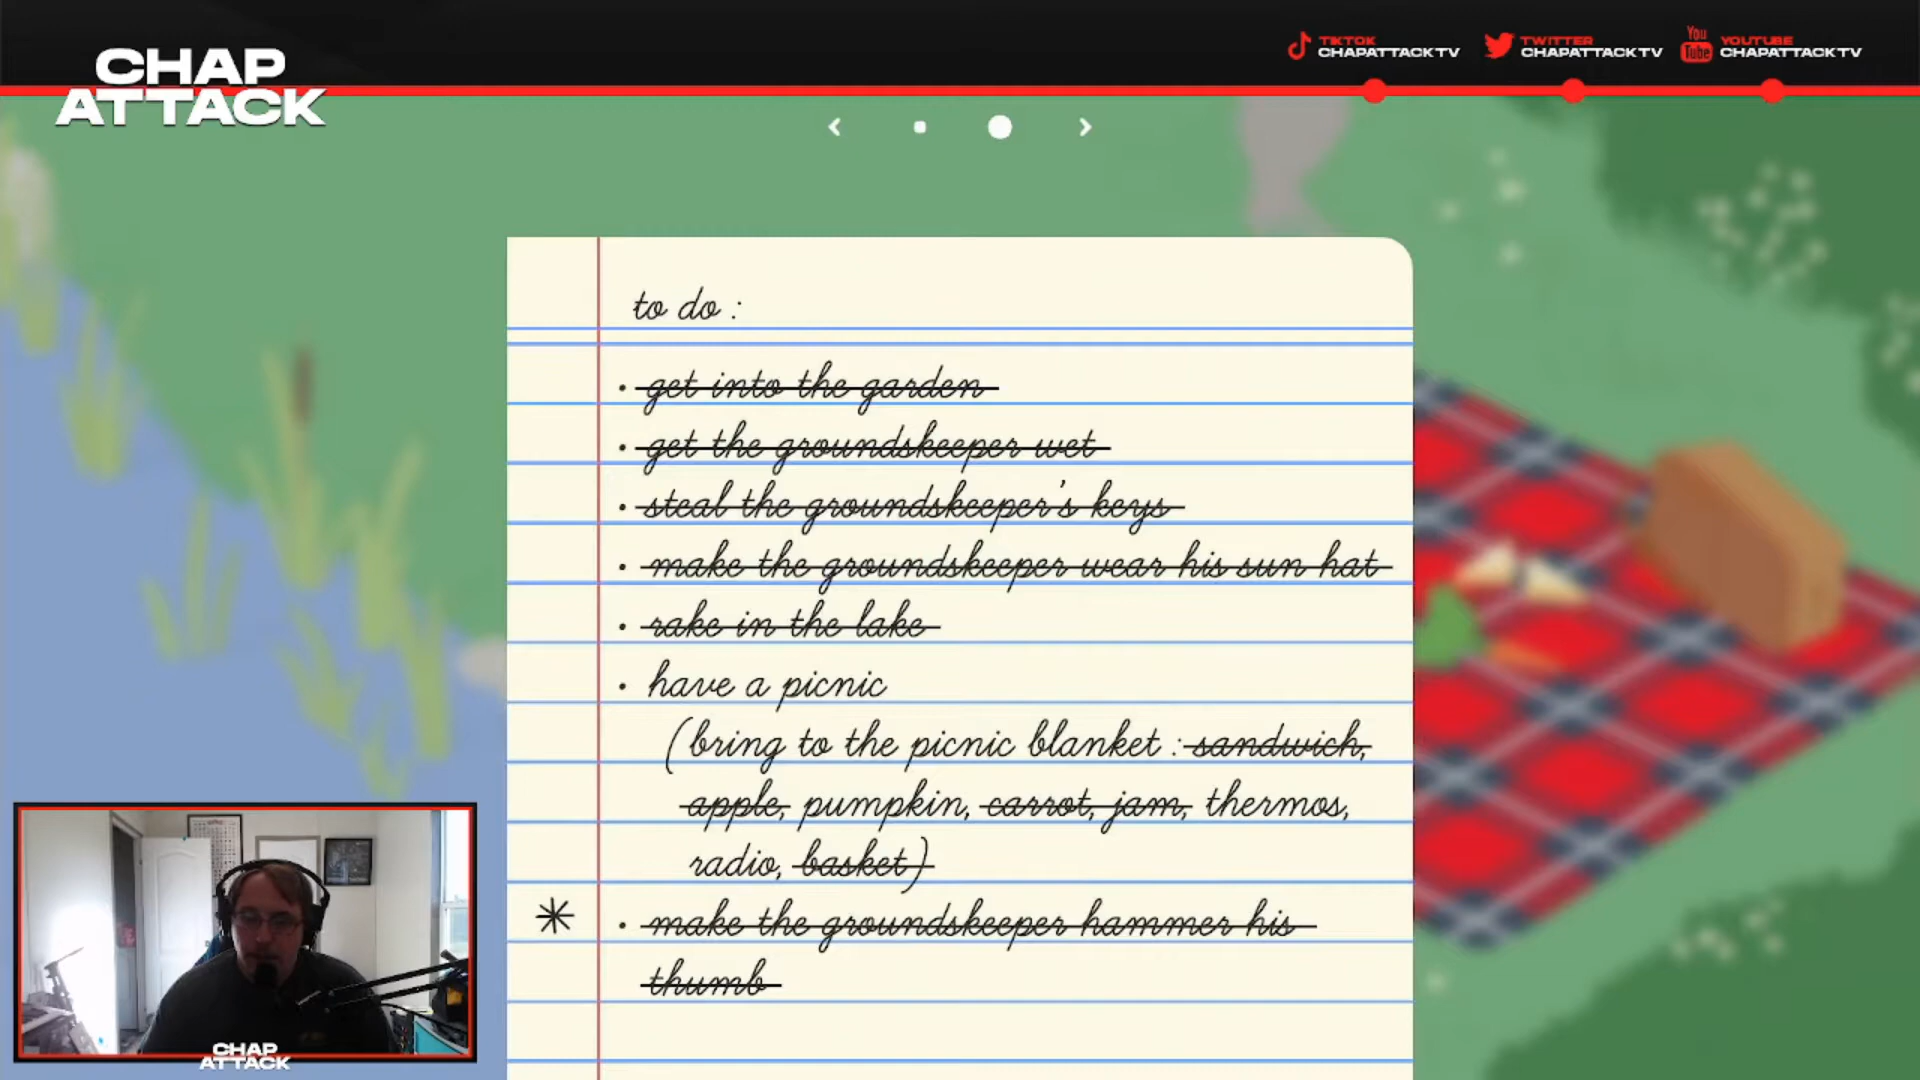 CHAP
ATTACK
TIKTOK
CHAPATTACKTV
TWITTER
CHAPATTACKTV
You
Tube
YOUTUBE
CHAPATTACKTV
to do :
• get into the garden
• get the groundskeeper wet
• steal the groundskeeper's keys
• make the groundskeeper wear his sun hat
• rake in the lake
• have a picnic
(bring to the picnic blanket : sandwich,
apple, pumpkin, carrot, jam, thermos,
radio, basket)
• make the groundskeeper hammer his
thumb
CHAP
ATTACK